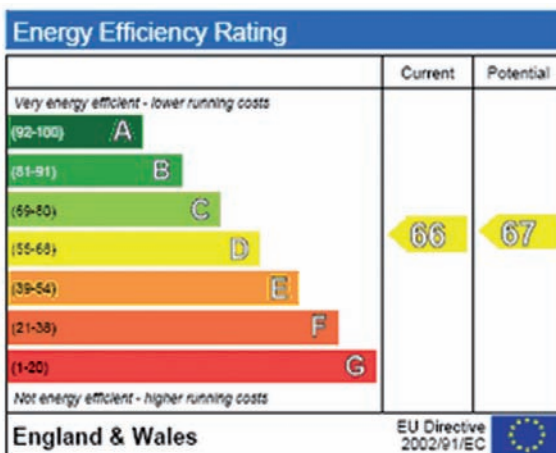 Energy Efficiency Rating
Current Potential
Very energy efficient - lower running costs
(92-100) A
(81-91) B
(69-80) C
(55-68) D
66 67
(39-54) E
(21-38) F
(1-20) G
Not energy efficient - higher running costs
England & Wales
EU Directive
2002/91/EC